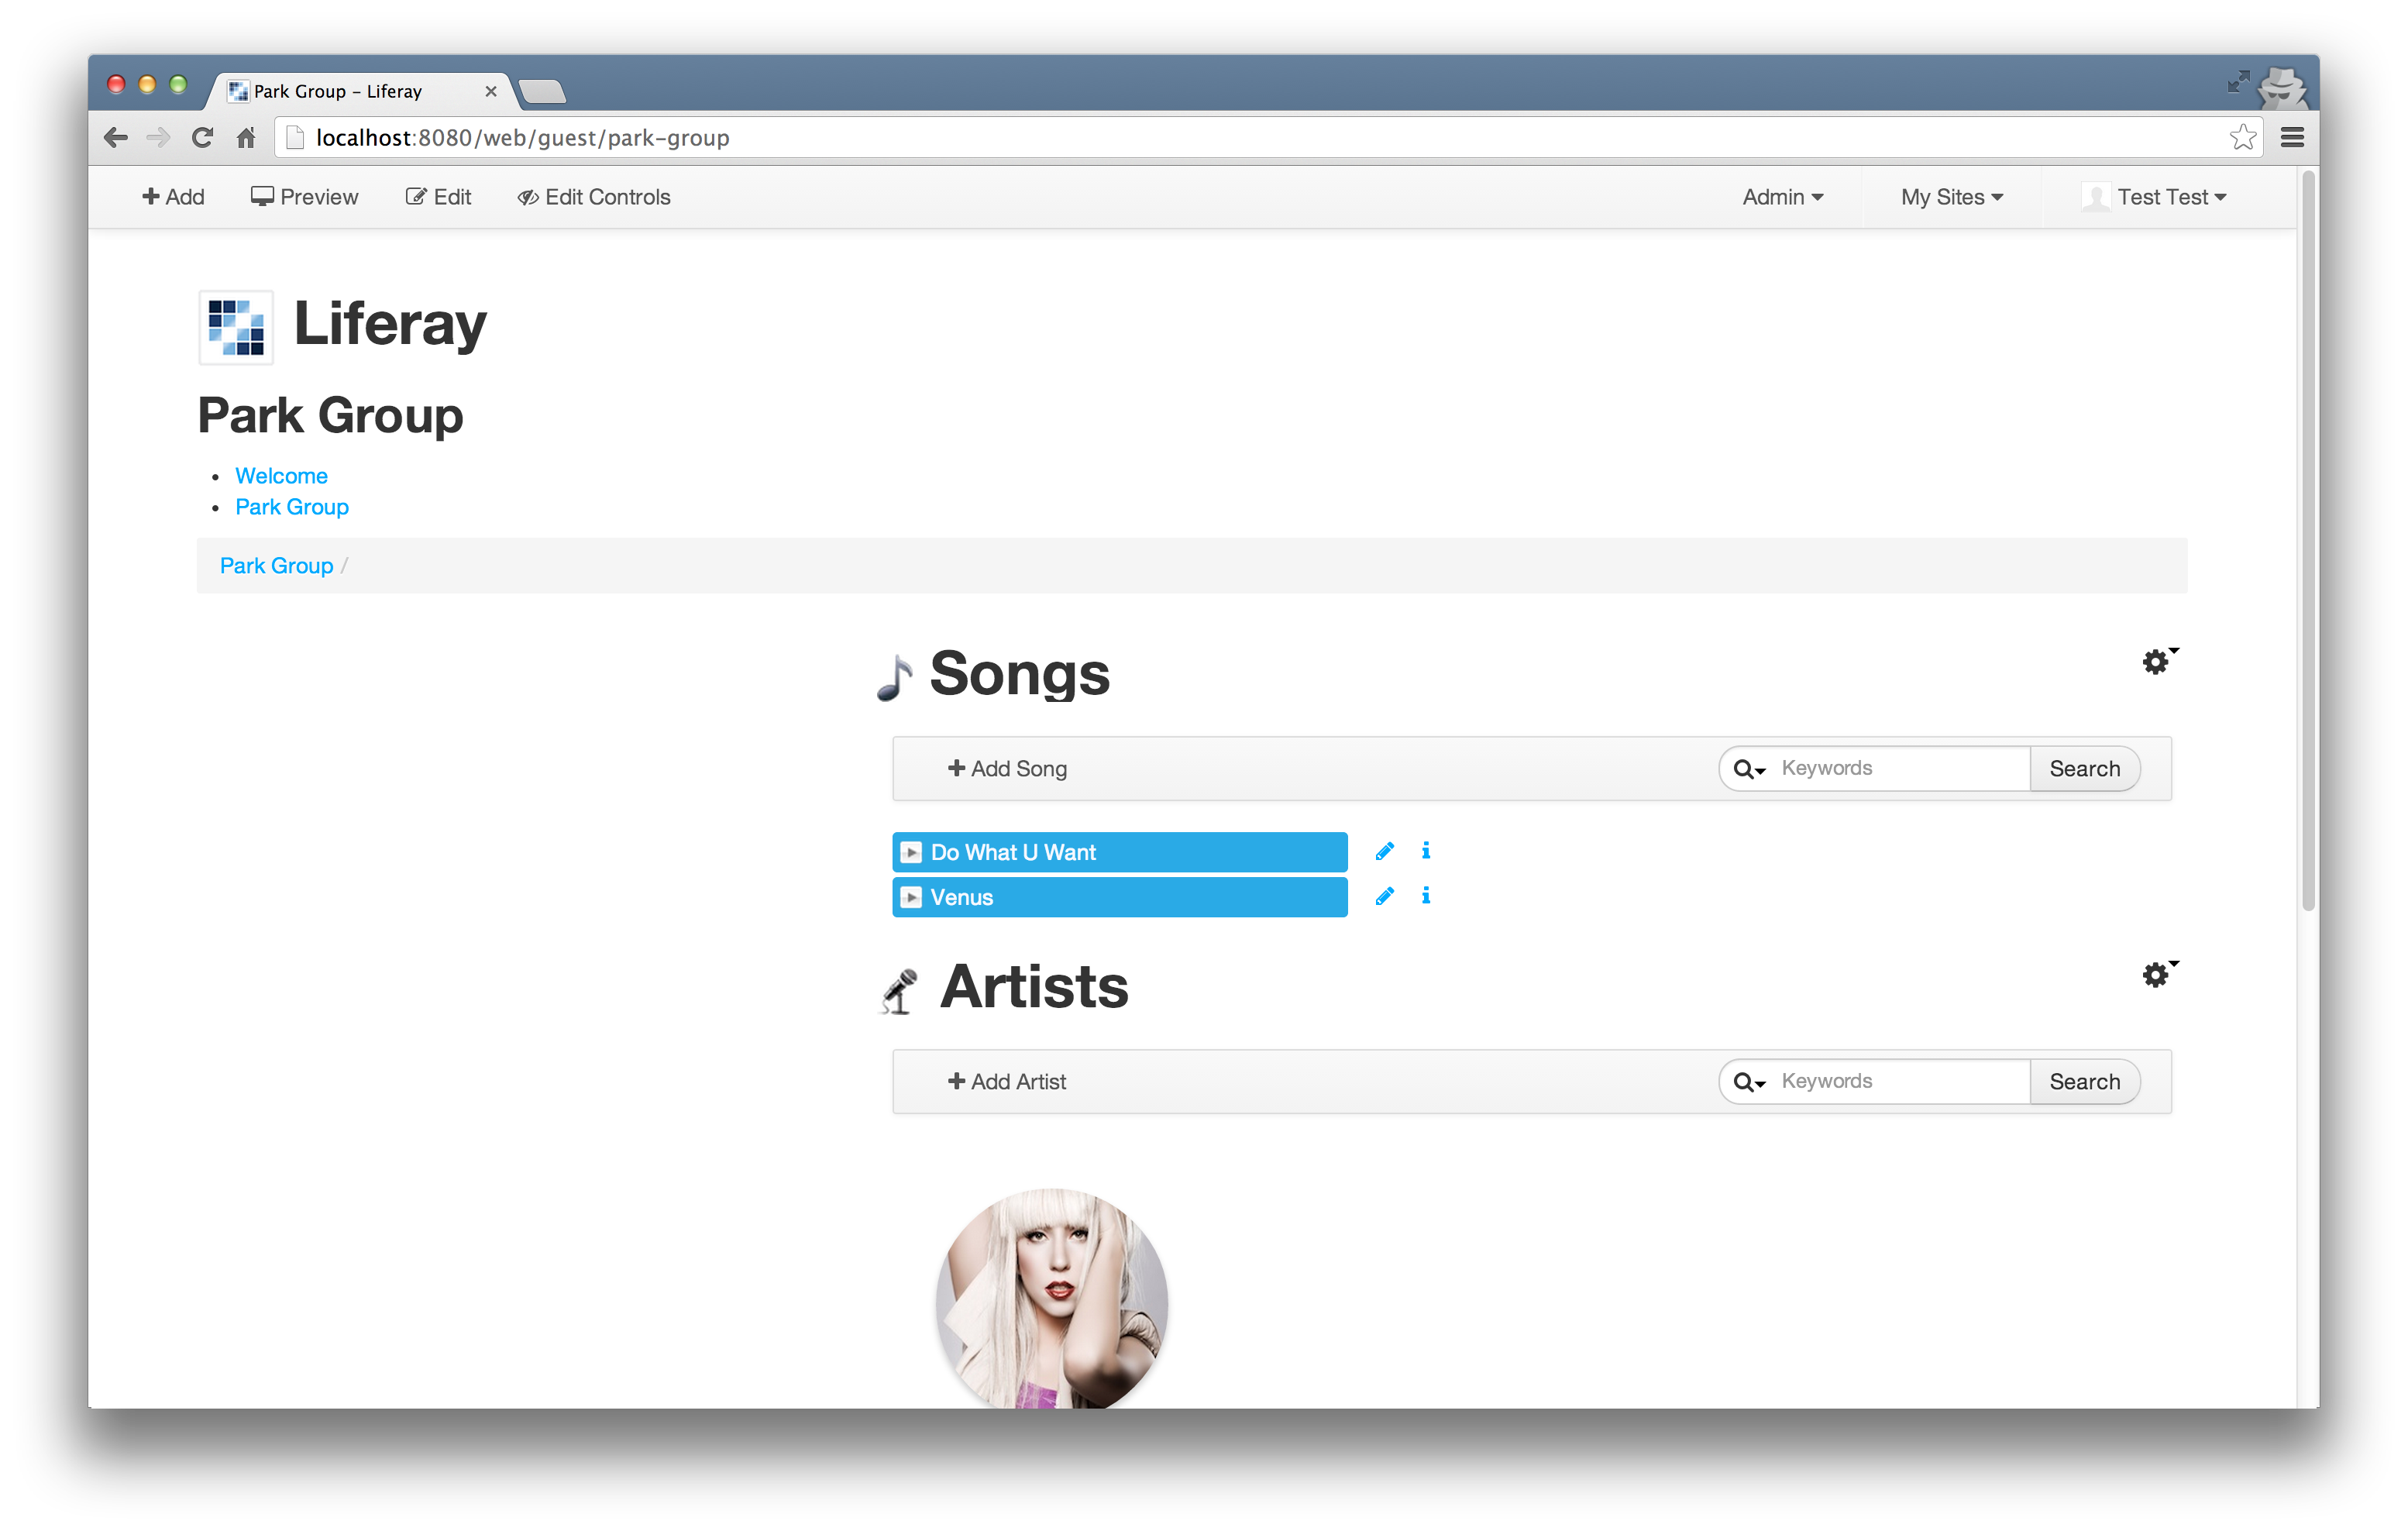 Park Group – Liferay
localhost:8080/web/guest/park-group
Add Preview Edit Edit Controls Admin My Sites Test Test
Liferay
Park Group
• Welcome
• Park Group
Park Group /
Songs
Add Song Keywords Search
Do What U Want
Venus
Artists
Add Artist Keywords Search